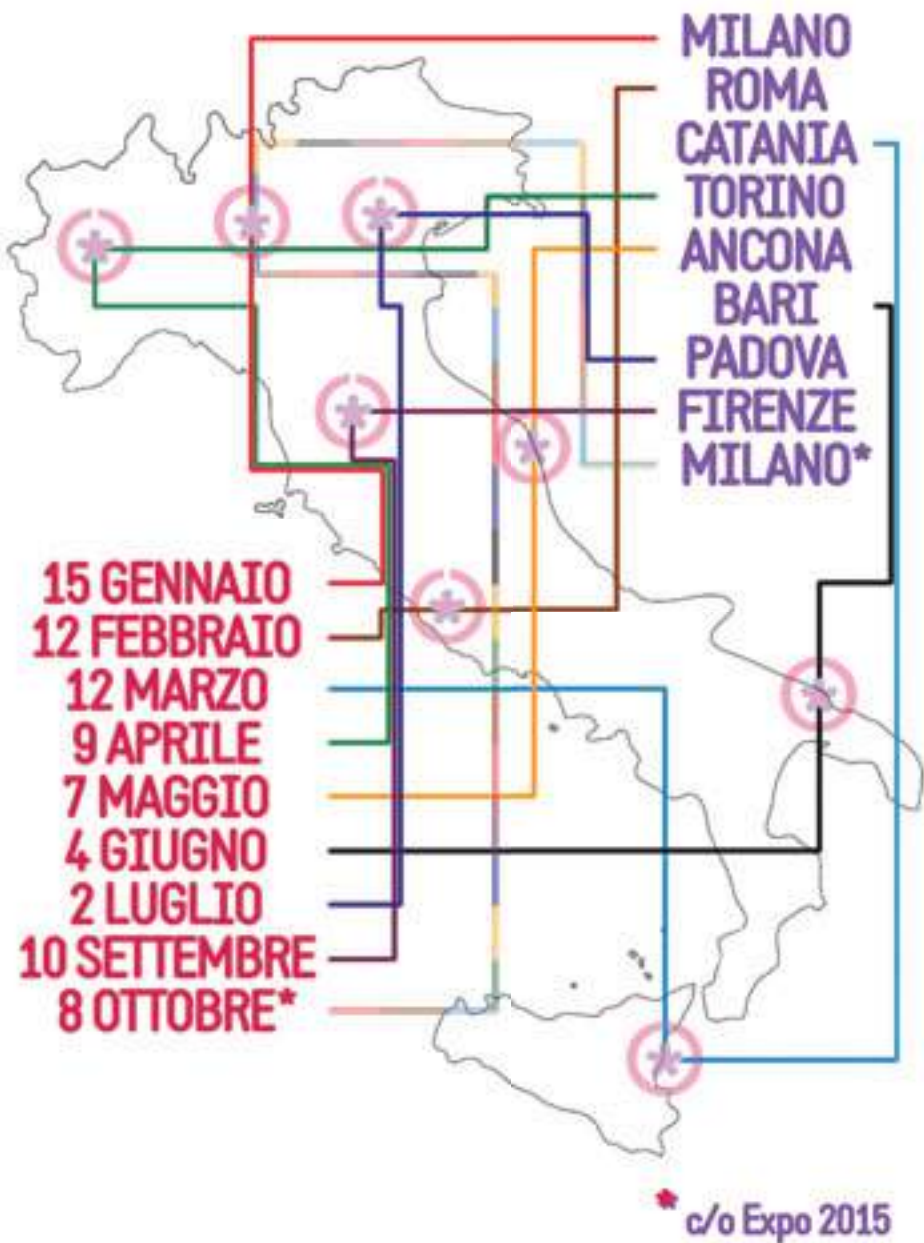 MILANO
ROMA
CATANIA
TORINO
ANCONA
BARI
PADOVA
FIRENZE
MILANO*
15 GENNAIO
12 FEBBRAIO
12 MARZO
9 APRILE
7 MAGGIO
4 GIUGNO
2 LUGLIO
10 SETTEMBRE
8 OTTOBRE*
* c/o Expo 2015